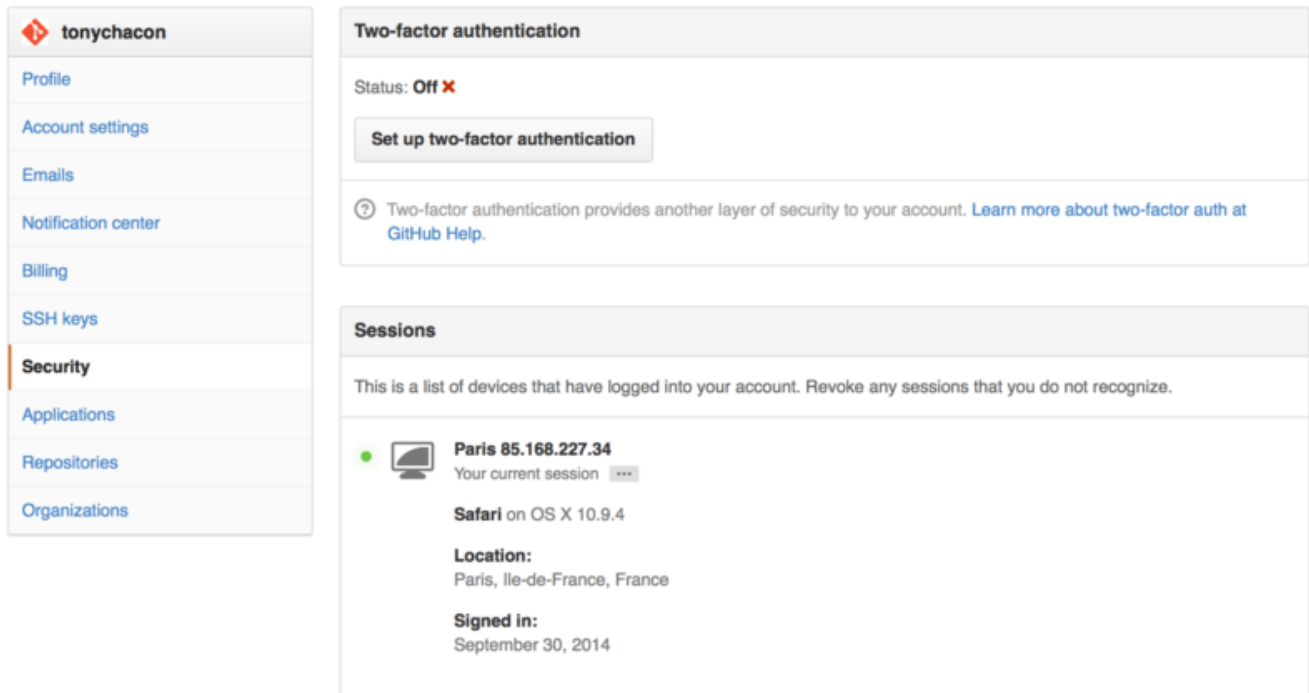 tonychacon
Profile
Account settings
Emails
Notification center
Billing
SSH keys
Security
Applications
Repositories
Organizations
Two-factor authentication
Status: Off ✖
Set up two-factor authentication
Two-factor authentication provides another layer of security to your account. Learn more about two-factor auth at
GitHub Help.
Sessions
This is a list of devices that have logged into your account. Revoke any sessions that you do not recognize.
Paris 85.168.227.34
Your current session ···
Safari on OS X 10.9.4
Location:
Paris, Ile-de-France, France
Signed in:
September 30, 2014